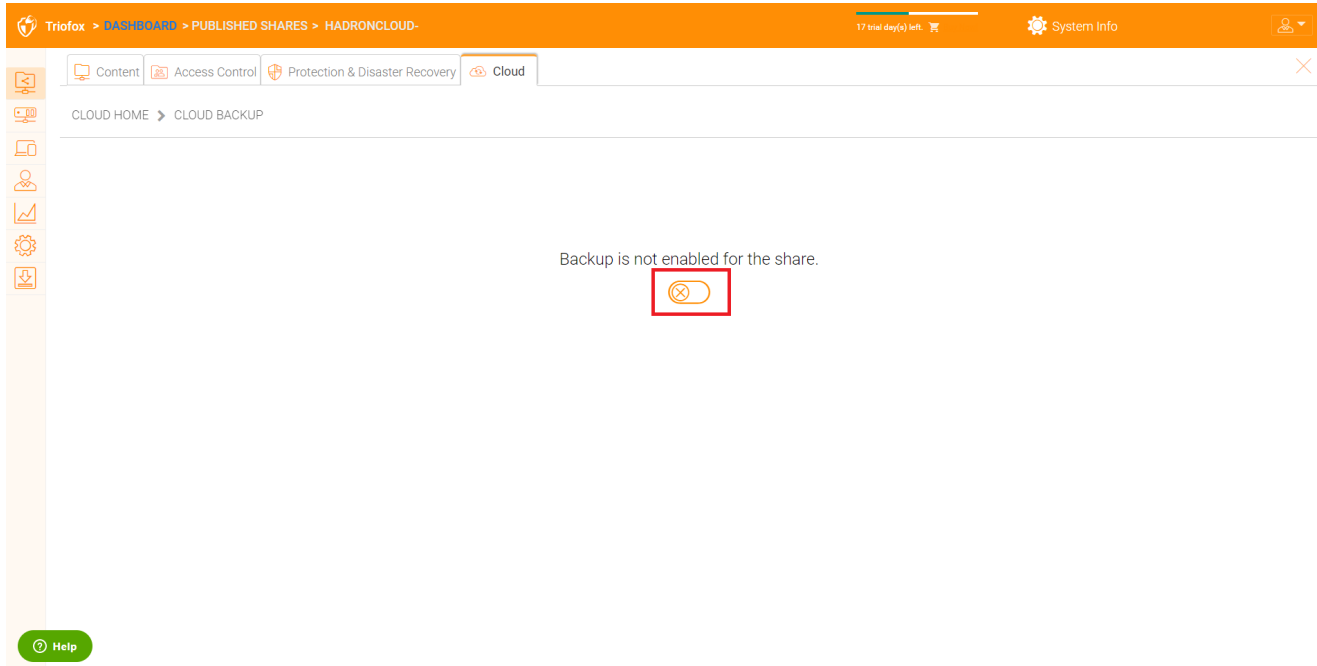 Triofox > DASHBOARD > PUBLISHED SHARES > HADRONCLOUD-
17 trial day(s) left.
System Info
Content Access Control Protection & Disaster Recovery Cloud
CLOUD HOME > CLOUD BACKUP
Backup is not enabled for the share.
Help